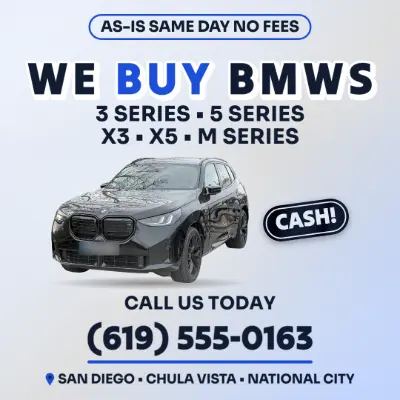 AS-IS SAME DAY NO FEES
WE BUY BMWS
3 SERIES ▪ 5 SERIES
X3 ▪ X5 ▪ M SERIES
CASH!
CALL US TODAY
(619) 555-0163
SAN DIEGO ▪ CHULA VISTA ▪ NATIONAL CITY